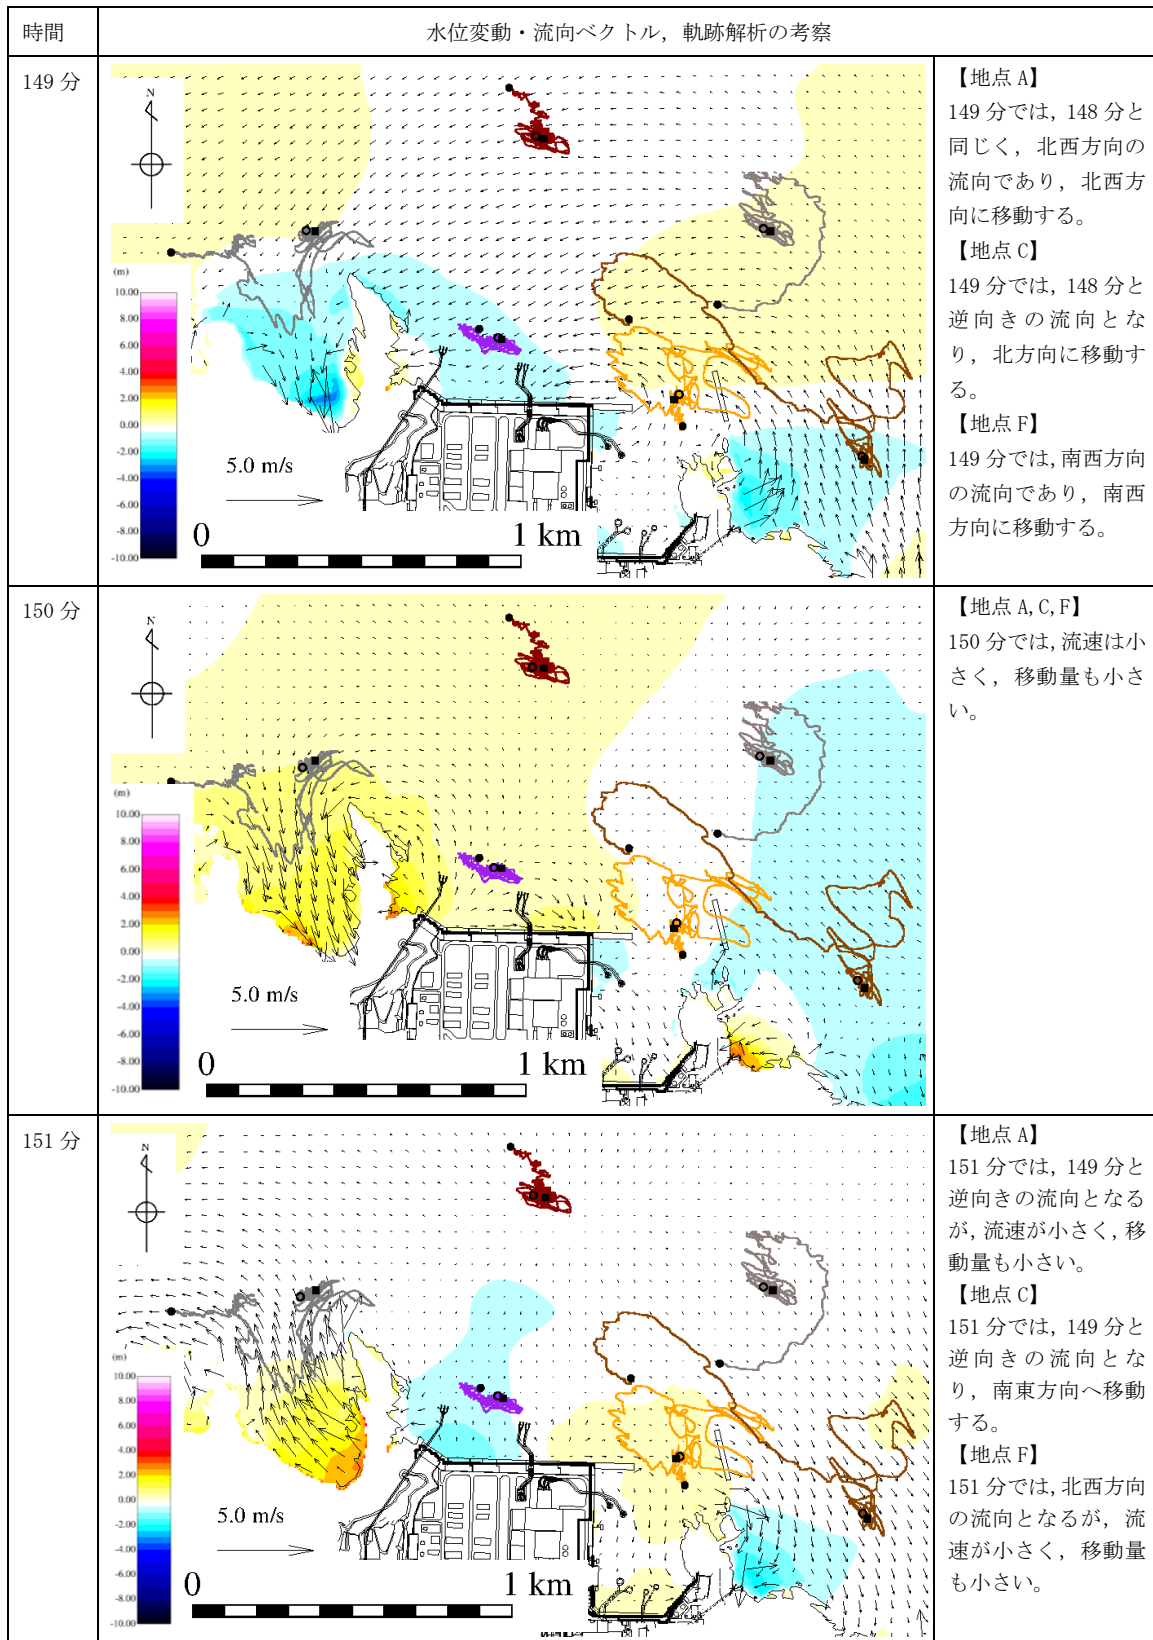 時間
水位変動・流向ベクトル，軌跡解析の考察
149 分
N
(m)
10.00
8.00
6.00
4.00
2.00
0.00
-2.00
-4.00
-6.00
-8.00
-10.00
5.0 m/s
0
1 km
【地点 A】
149 分では，148 分と
同じく，北西方向の
流向であり，北西方
向に移動する。
【地点 C】
149 分では，148 分と
逆向きの流向とな
り，北方向に移動す
る。
【地点 F】
149 分では，南西方向
の流向であり，南西
方向に移動する。
150 分
N
(m)
10.00
8.00
6.00
4.00
2.00
0.00
-2.00
-4.00
-6.00
-8.00
-10.00
5.0 m/s
0
1 km
【地点 A,C,F】
150 分では，流速は小
さく，移動量も小さ
い。
151 分
N
(m)
10.00
8.00
6.00
4.00
2.00
0.00
-2.00
-4.00
-6.00
-8.00
-10.00
5.0 m/s
0
1 km
【地点 A】
151 分では，149 分と
逆向きの流向となる
が，流速が小さく，移
動量も小さい。
【地点 C】
151 分では，149 分と
逆向きの流向とな
り，南東方向へ移動
する。
【地点 F】
151 分では，北西方向
の流向となるが，流
速が小さく，移動量
も小さい。